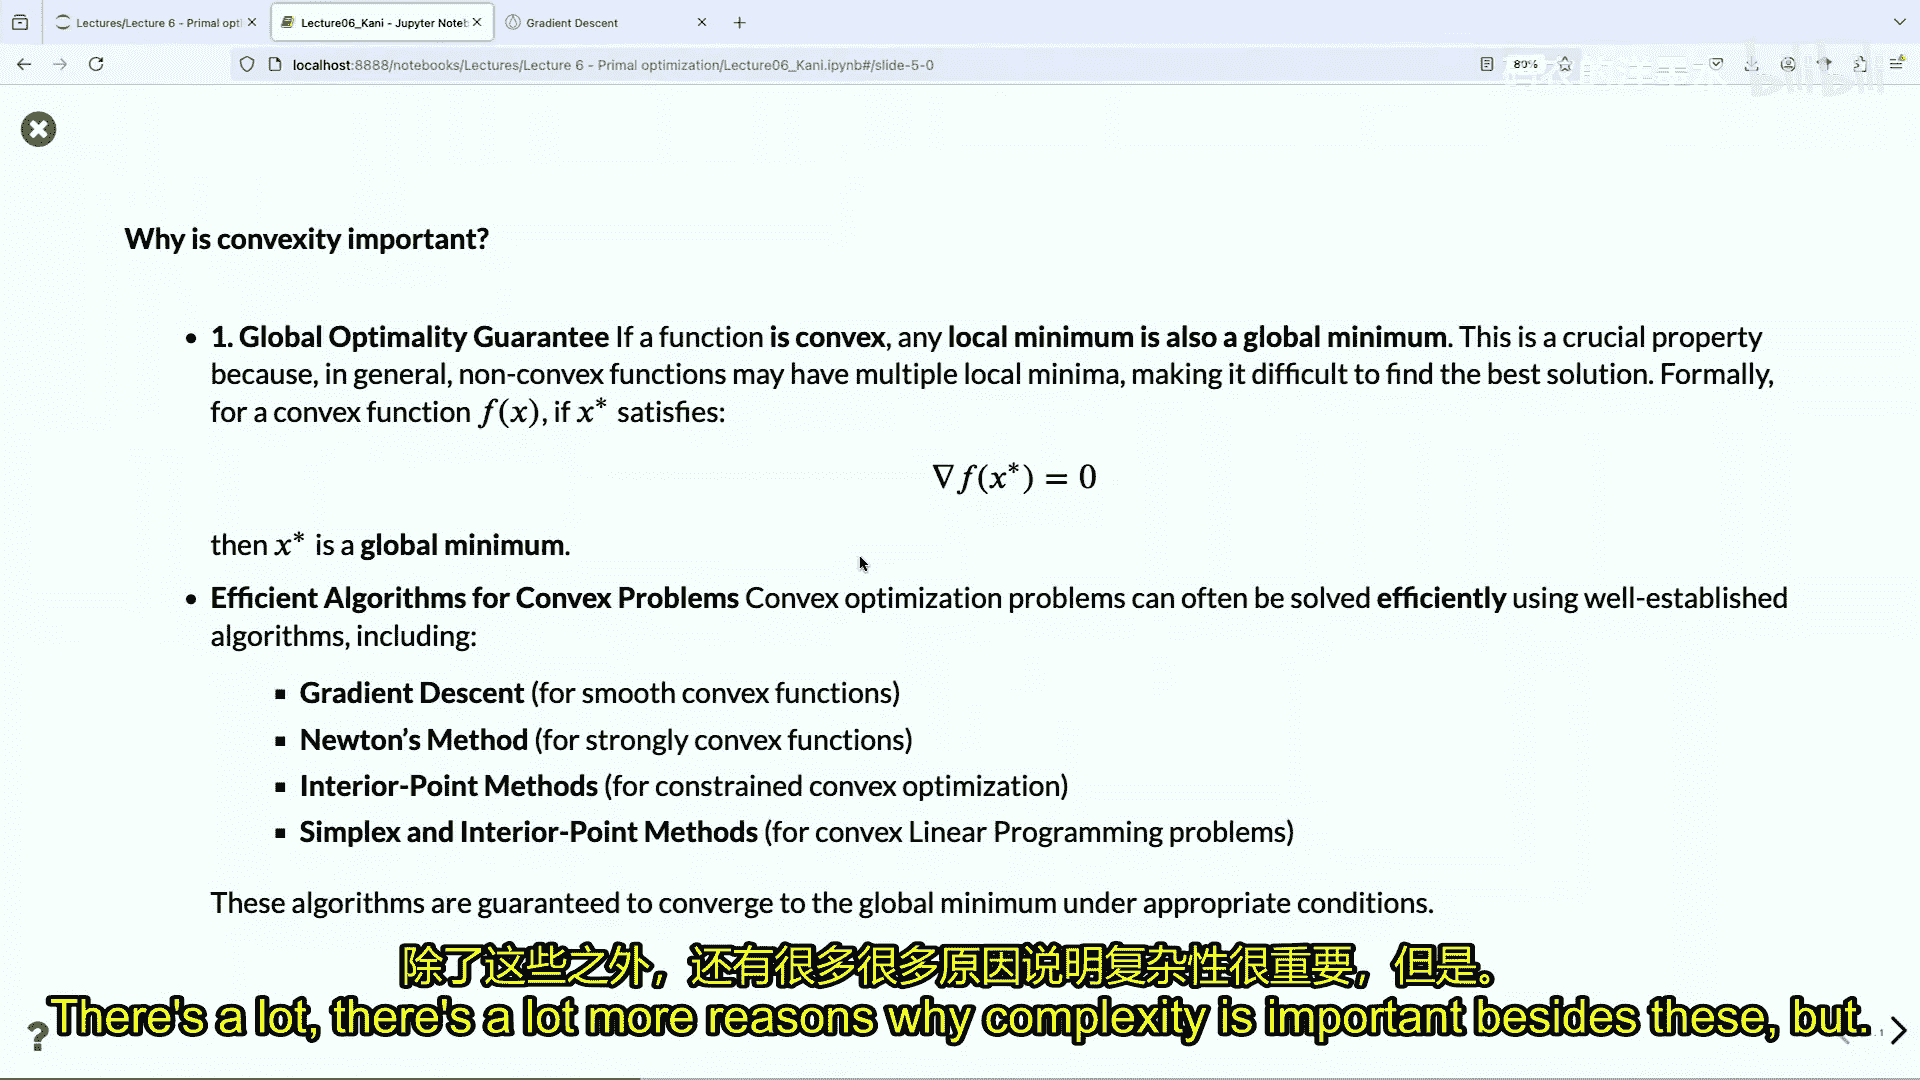 Lectures/Lecture 6 - Primal opti
Lecture06_Kani - Jupyter Noteb
Gradient Descent
localhost:8888/notebooks/Lectures/Lecture 6 - Primal optimization/Lecture06_Kani.ipynb#/slide-5-0
80%
Why is convexity important?
1. Global Optimality Guarantee If a function is convex, any local minimum is also a global minimum. This is a crucial property
because, in general, non-convex functions may have multiple local minima, making it difficult to find the best solution. Formally,
for a convex function f(x), if x* satisfies:
∇f(x*) = 0
then x* is a global minimum.
Efficient Algorithms for Convex Problems Convex optimization problems can often be solved efficiently using well-established
algorithms, including:
Gradient Descent (for smooth convex functions)
Newton's Method (for strongly convex functions)
Interior-Point Methods (for constrained convex optimization)
Simplex and Interior-Point Methods (for convex Linear Programming problems)
These algorithms are guaranteed to converge to the global minimum under appropriate conditions.
除了这些之外，还有很多很多原因说明复杂性很重要，但是。
There's a lot, there's a lot more reasons why complexity is important besides these, but.